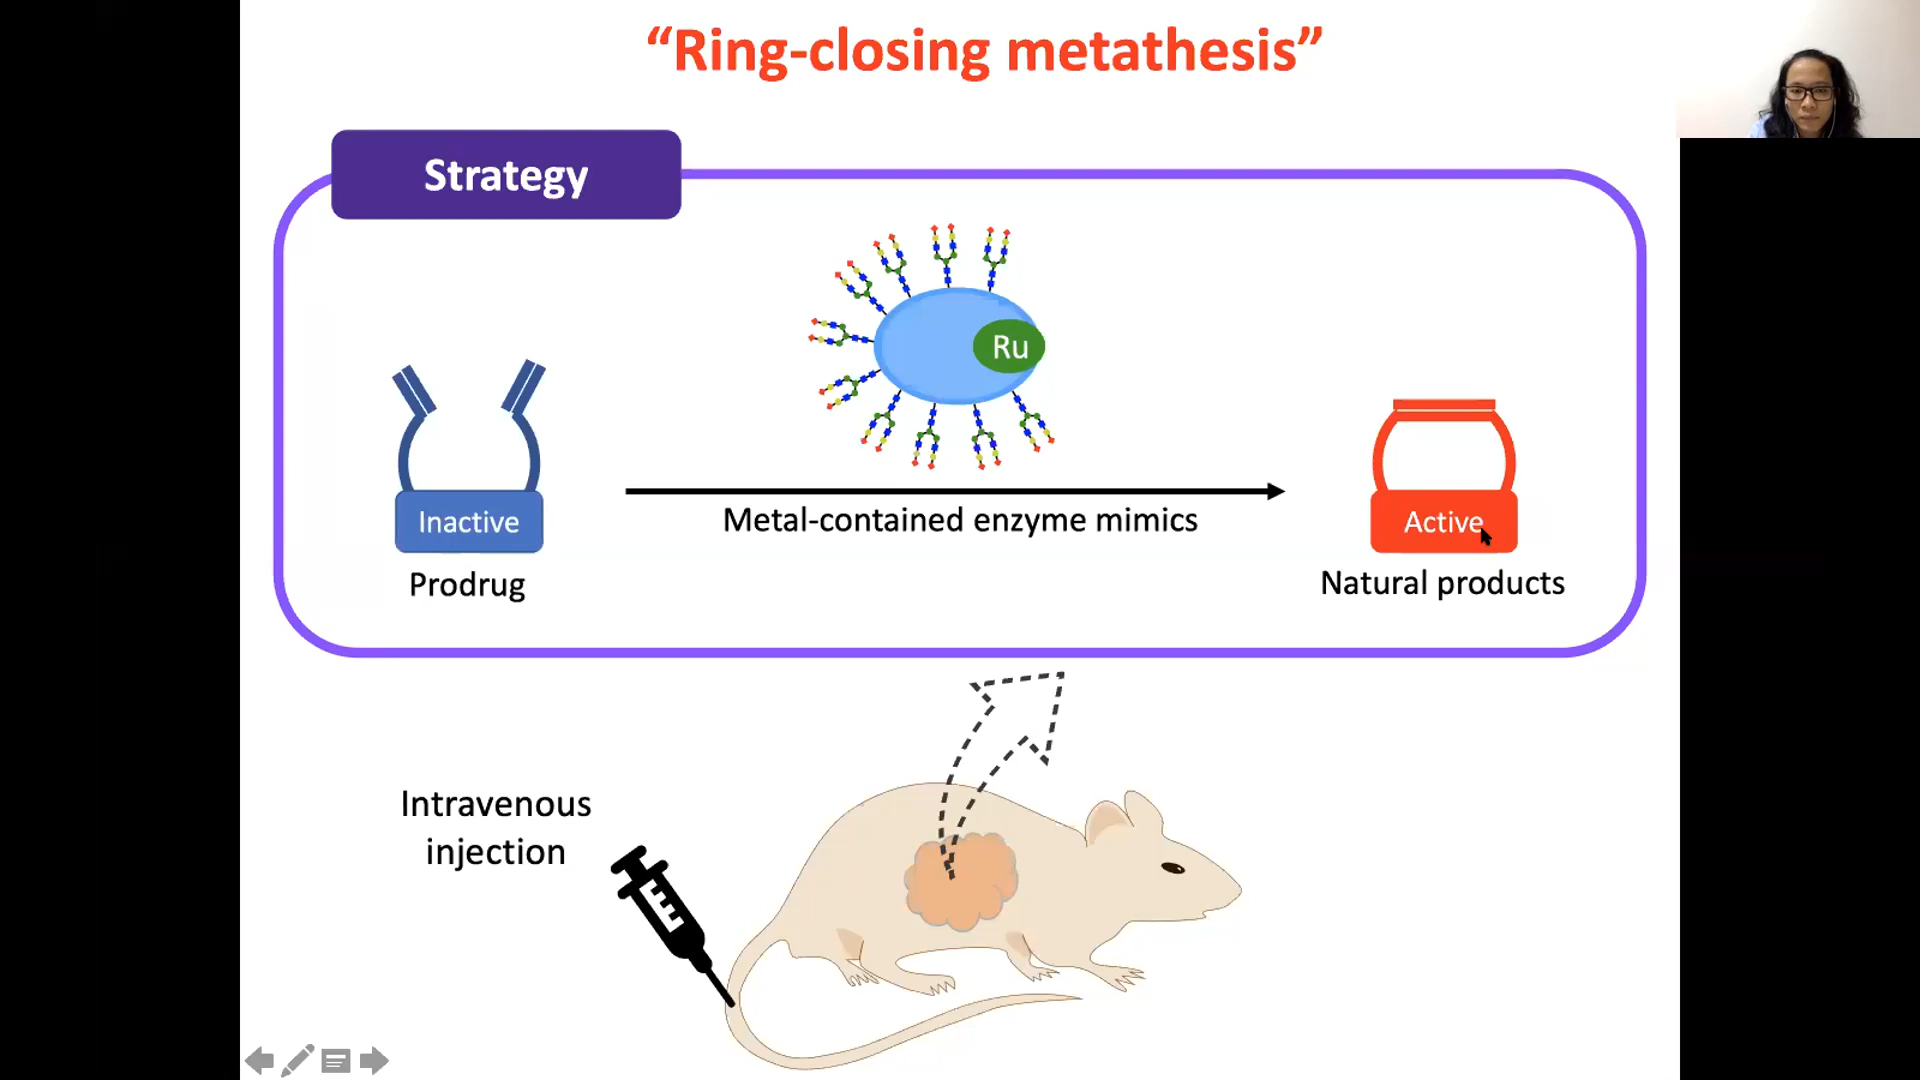 “Ring-closing metathesis”
Strategy
Ru
Inactive
Metal-contained enzyme mimics
Active
Prodrug
Natural products
Intravenous
injection